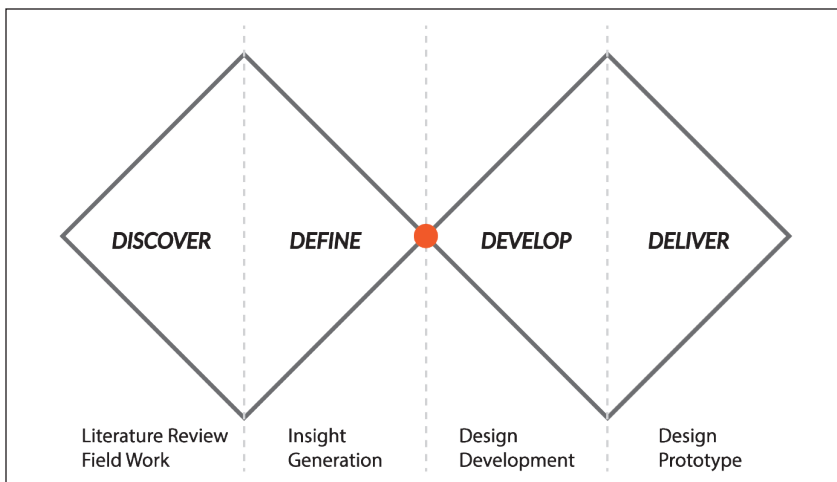 DISCOVER
DEFINE
DEVELOP
DELIVER
Literature Review
Field Work
Insight
Generation
Design
Development
Design
Prototype